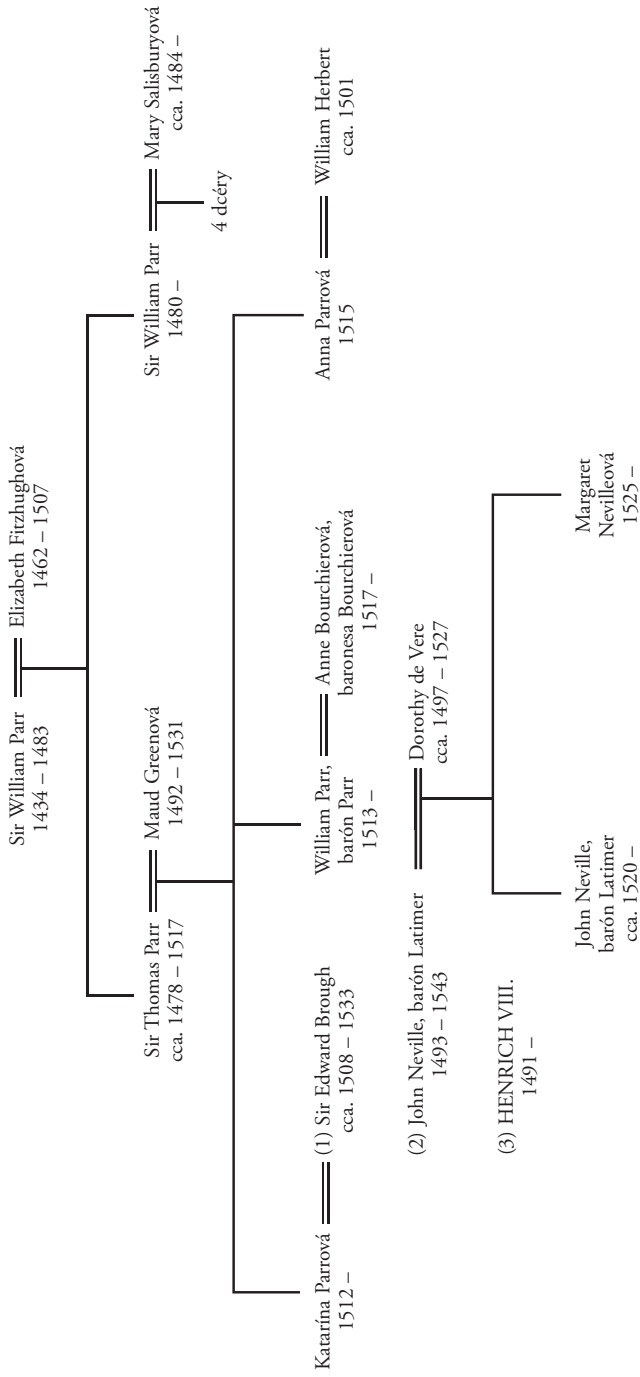 Sir William Parr
1434 – 1483
Elizabeth Fitzhughová
1462 – 1507
Sir Thomas Parr
cca. 1478 – 1517
Maud Greenová
1492 – 1531
Sir William Parr
1480 –
Mary Salisburyová
cca. 1484 –
4 dcéry
Katarína Parrová
1512 –
(1) Sir Edward Brough
cca. 1508 – 1533
William Parr,
barón Parr
1513 –
Anne Bourchierová,
baronesa Bourchierová
1517 –
Anna Parrová
1515
William Herbert
cca. 1501
(2) John Neville, barón Latimer
1493 – 1543
Dorothy de Vere
cca. 1497 – 1527
(3) HENRICH VIII.
1491 –
John Neville,
barón Latimer
cca. 1520 –
Margaret
Nevilleová
1525 –